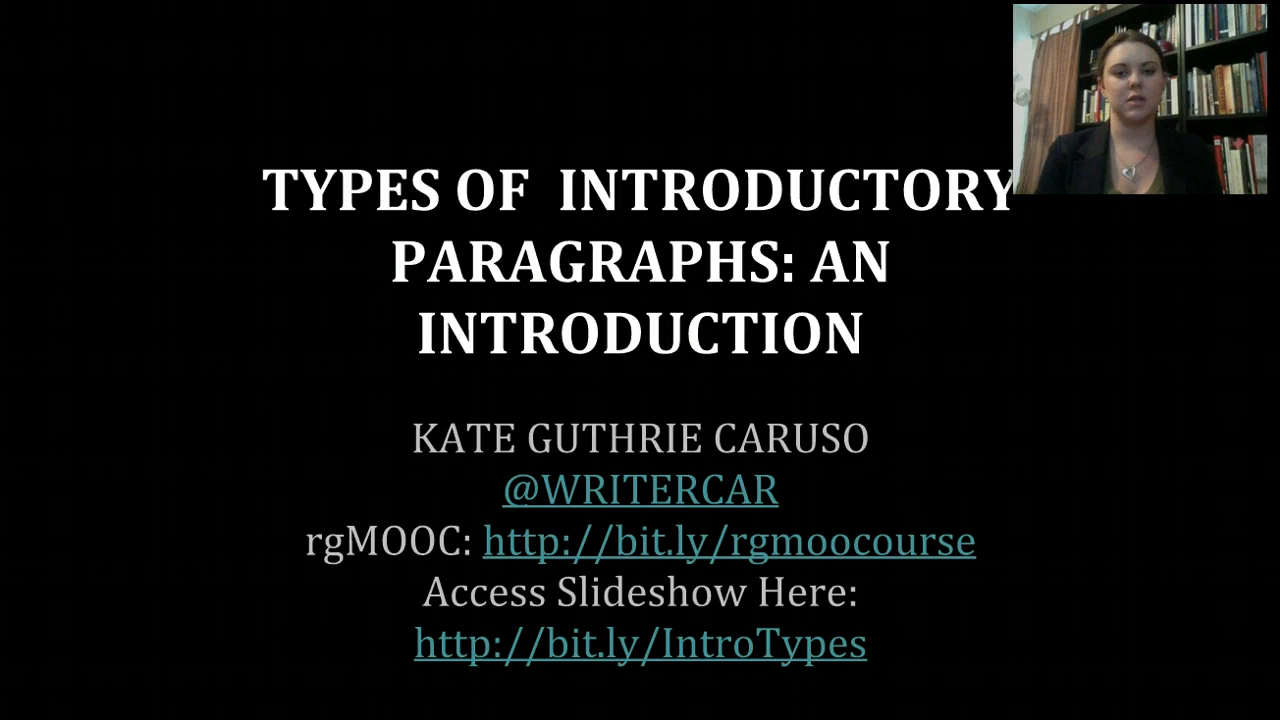 TYPES OF INTRODUCTORY
PARAGRAPHS: AN
INTRODUCTION
KATE GUTHRIE CARUSO
@WRITERCAR
rgMOOC: http://bit.ly/rgmoocourse
Access Slideshow Here:
http://bit.ly/IntroTypes